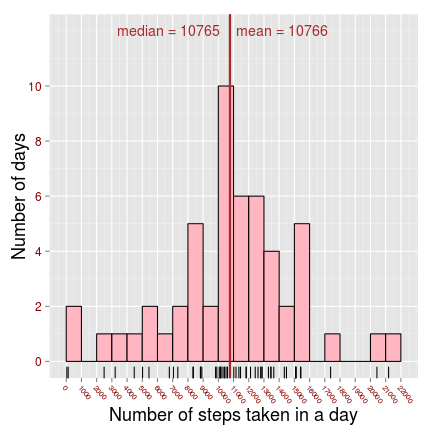 median = 10765 mean = 10766
10
8
6
4
2
0
Number of days
0 1000 2000 3000 4000 5000 6000 7000 8000 9000 10000 11000 12000 13000 14000 15000 16000 17000 18000 19000 20000 21000 22000
Number of steps taken in a day